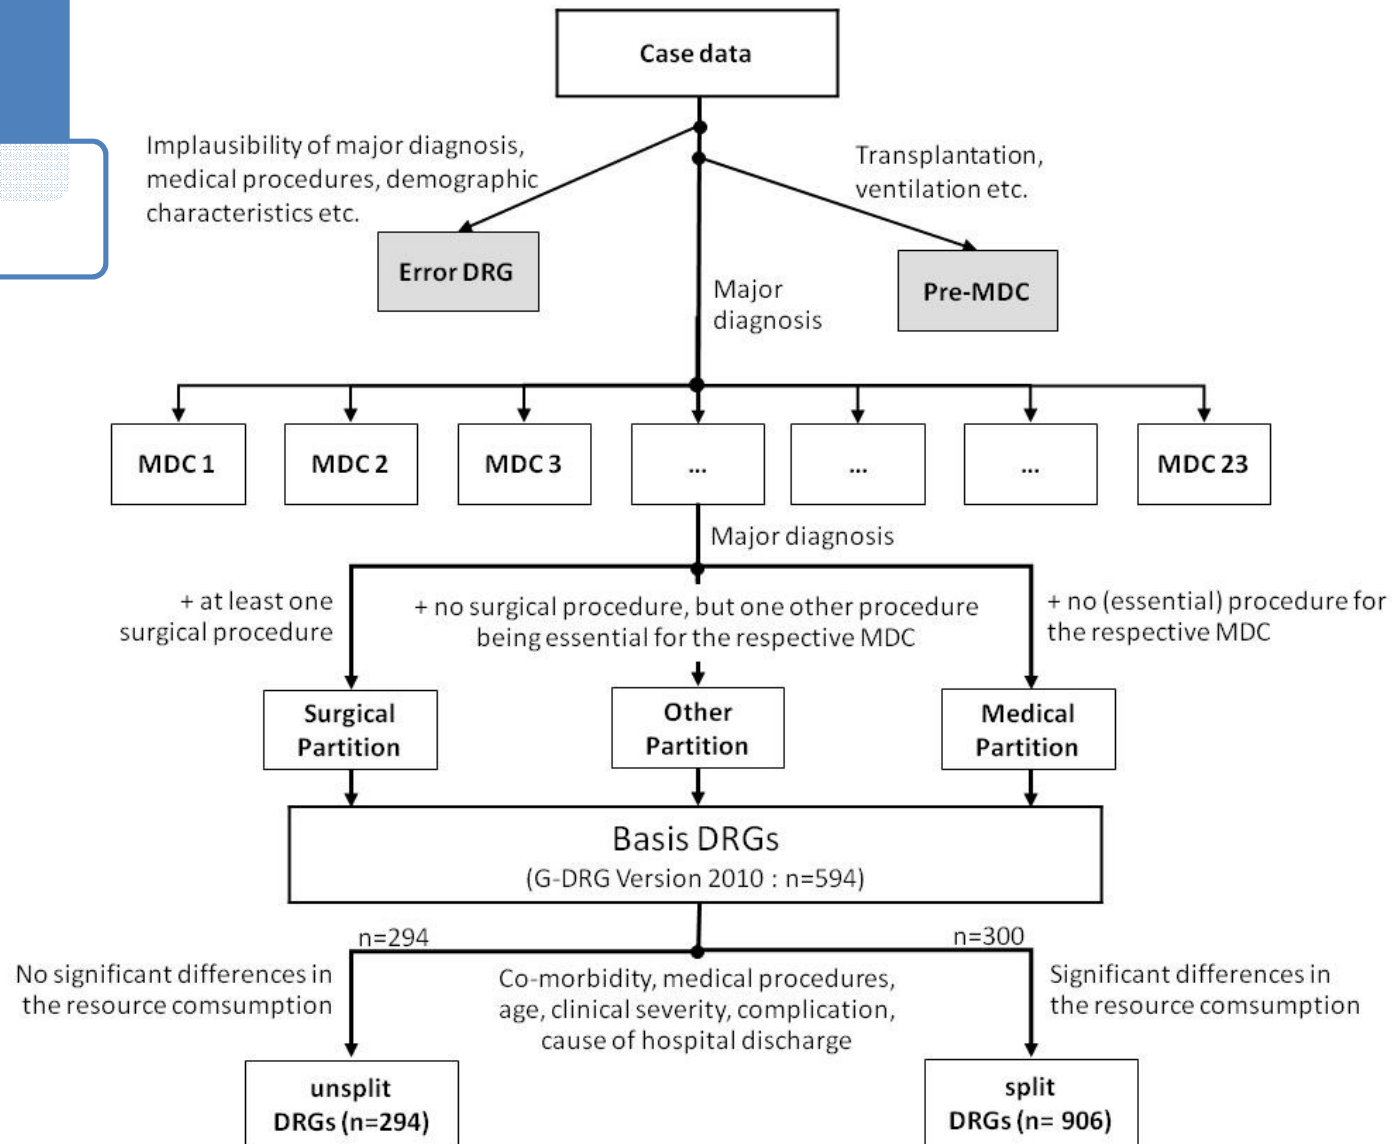 Case data
Implausibility of major diagnosis,
medical procedures, demographic
characteristics etc.
Transplantation,
ventilation etc.
Error DRG
Pre-MDC
Major
diagnosis
MDC 1
MDC 2
MDC 3
...
...
...
MDC 23
Major diagnosis
+ at least one
surgical procedure
+ no surgical procedure, but one other procedure
being essential for the respective MDC
+ no (essential) procedure for
the respective MDC
Surgical
Partition
Other
Partition
Medical
Partition
Basis DRGs
(G-DRG Version 2010 : n=594)
n=294
n=300
No significant differences in
the resource comsumption
Co-morbidity, medical procedures,
age, clinical severity, complication,
cause of hospital discharge
Significant differences in
the resource comsumption
unsplit
DRGs (n=294)
split
DRGs (n= 906)